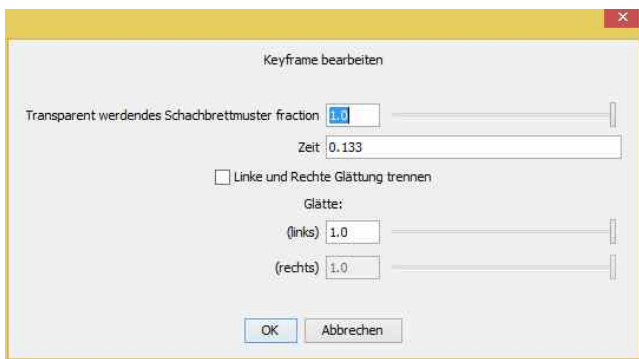 Keyframe bearbeiten
Transparent werdendes Schachbrettmuster fraction 1.0
Zeit 0.133
Linke und Rechte Glättung trennen
Glätte:
(links) 1.0
(rechts) 1.0
OK Abbrechen